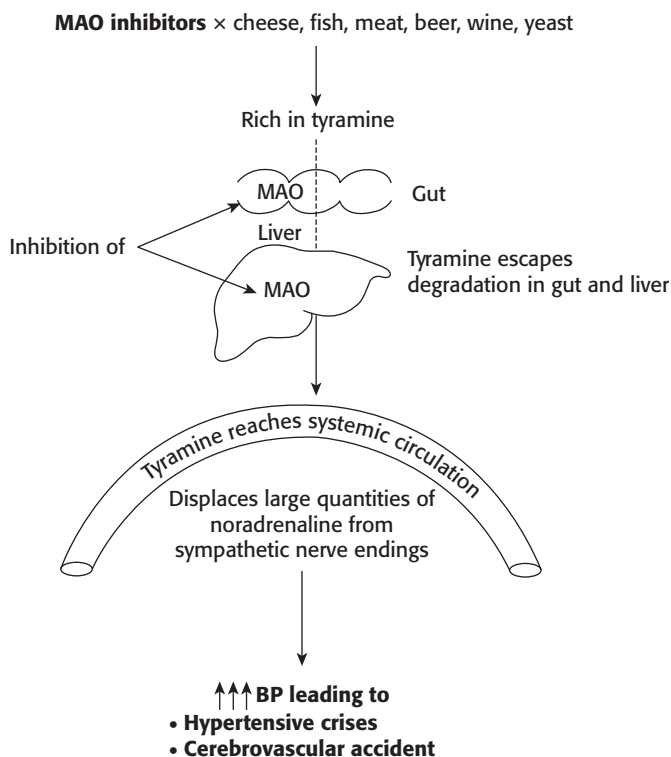 MAO inhibitors × cheese, fish, meat, beer, wine, yeast
Rich in tyramine
MAO
Gut
Inhibition of
Liver
MAO
Tyramine escapes
degradation in gut and liver
Tyramine reaches systemic circulation
Displaces large quantities of
noradrenaline from
sympathetic nerve endings
↑↑↑ BP leading to
• Hypertensive crises
• Cerebrovascular accident